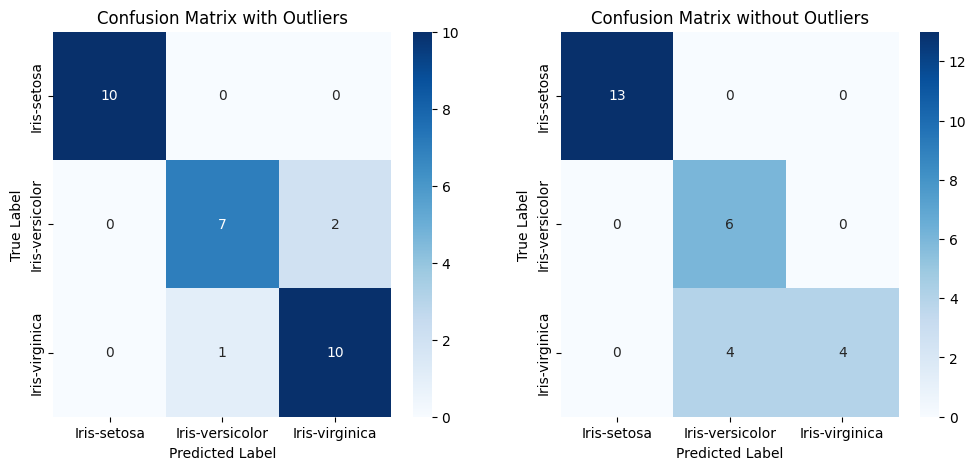 Confusion Matrix with Outliers
Iris-setosa
Iris-versicolor
Iris-virginica
True Label
10 0 0
0 7 2
0 1 10
Iris-setosa Iris-versicolor Iris-virginica
Predicted Label
10
8
6
4
2
0
Confusion Matrix without Outliers
Iris-setosa
Iris-versicolor
Iris-virginica
True Label
13 0 0
0 6 0
0 4 4
Iris-setosa Iris-versicolor Iris-virginica
Predicted Label
12
10
8
6
4
2
0